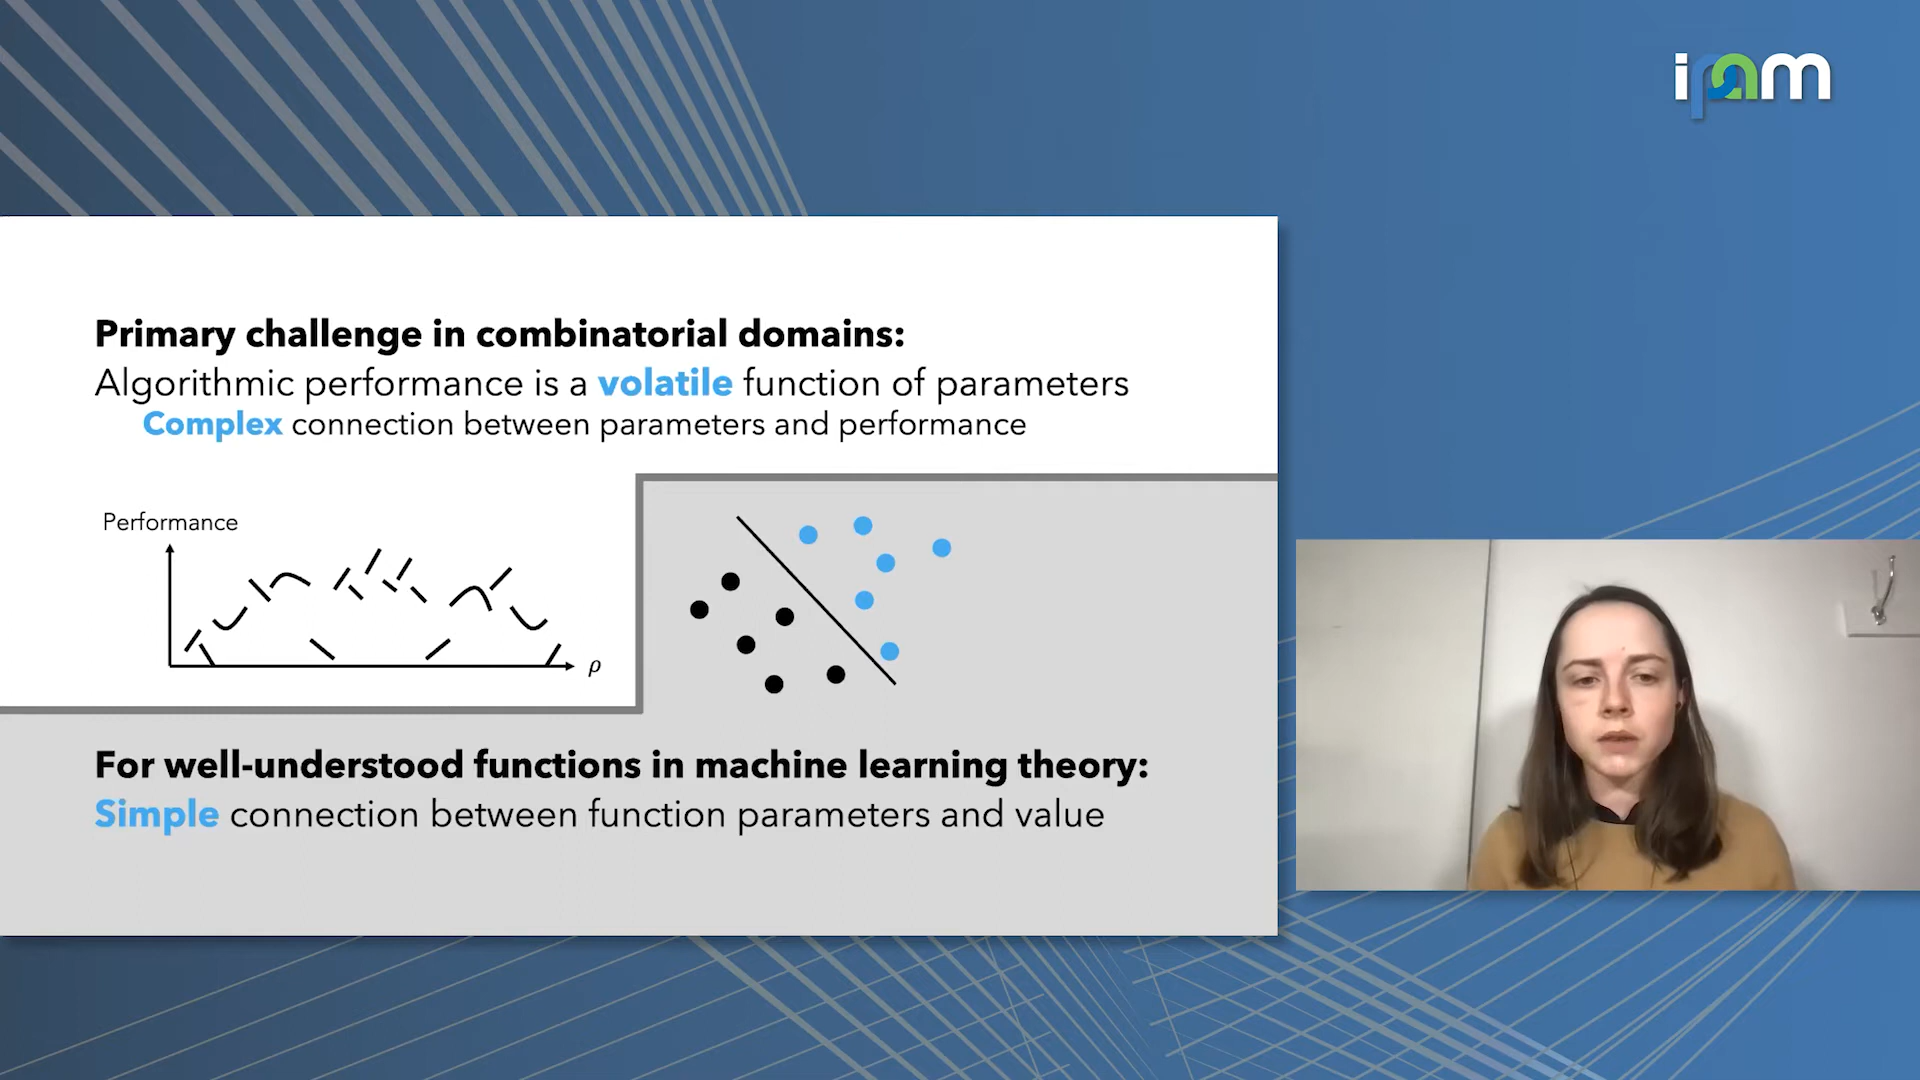 ipam
Primary challenge in combinatorial domains:
Algorithmic performance is a volatile function of parameters
Complex connection between parameters and performance
Performance
ρ
For well-understood functions in machine learning theory:
Simple connection between function parameters and value